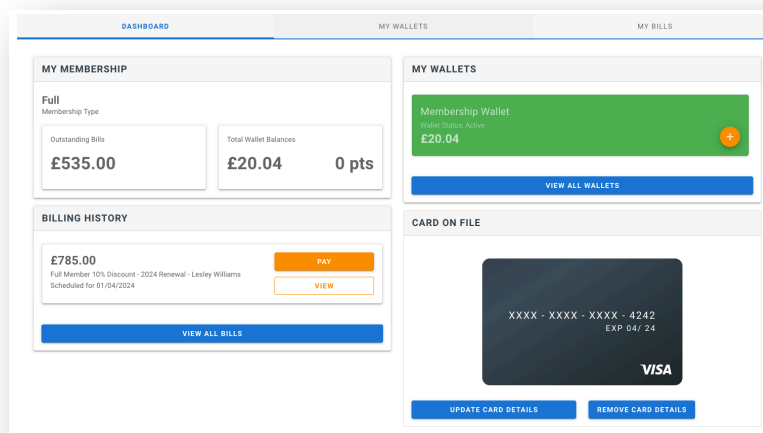 DASHBOARD
MY WALLETS
MY BILLS
MY MEMBERSHIP
Full
Membership Type
Outstanding Bills
£535.00
Total Wallet Balances
£20.04 0 pts
BILLING HISTORY
£785.00
Full Member 10% Discount - 2024 Renewal - Lesley Williams
Scheduled for 01/04/2024
PAY
VIEW
VIEW ALL BILLS
MY WALLETS
Membership Wallet
Wallet Status: Active
£20.04
+
VIEW ALL WALLETS
CARD ON FILE
XXXX - XXXX - XXXX - 4242
EXP 04/ 24
VISA
UPDATE CARD DETAILS
REMOVE CARD DETAILS